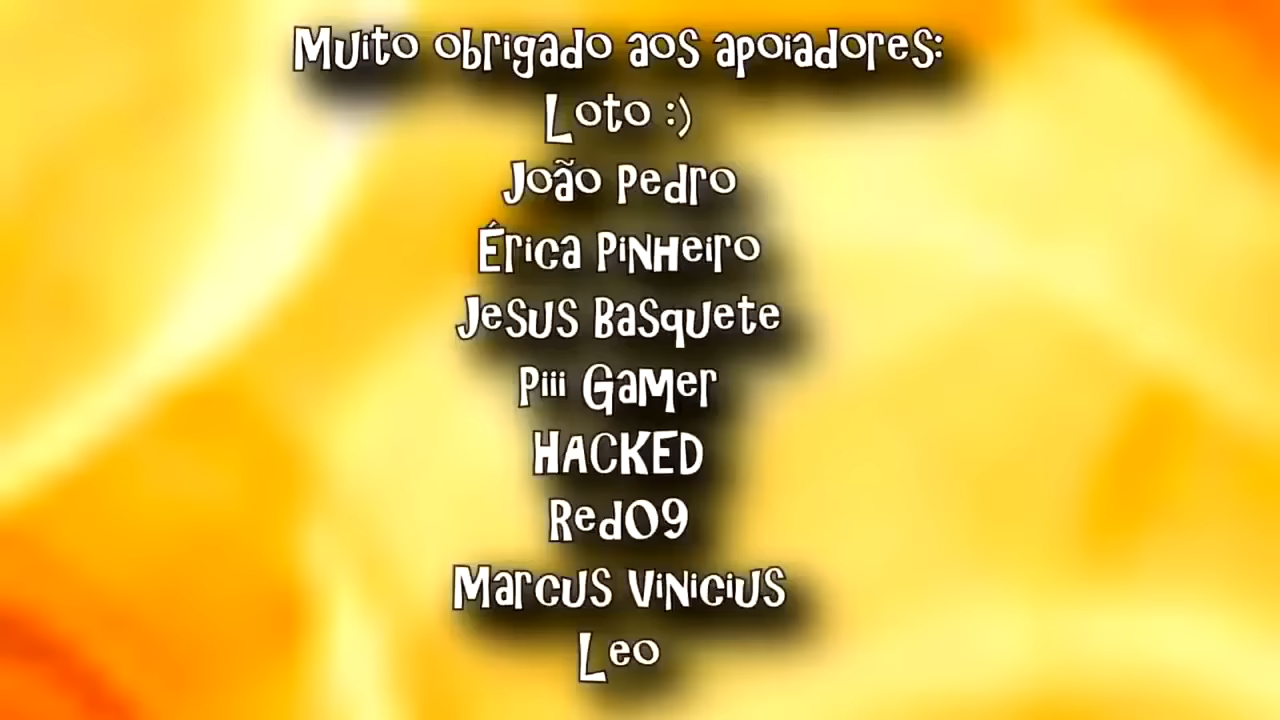 Muito obrigado aos apoiadores:
Loto :)
João Pedro
Érica Pinheiro
Jesus Basquete
Piii Gamer
HACKED
Red09
Marcus Vinicius
Leo